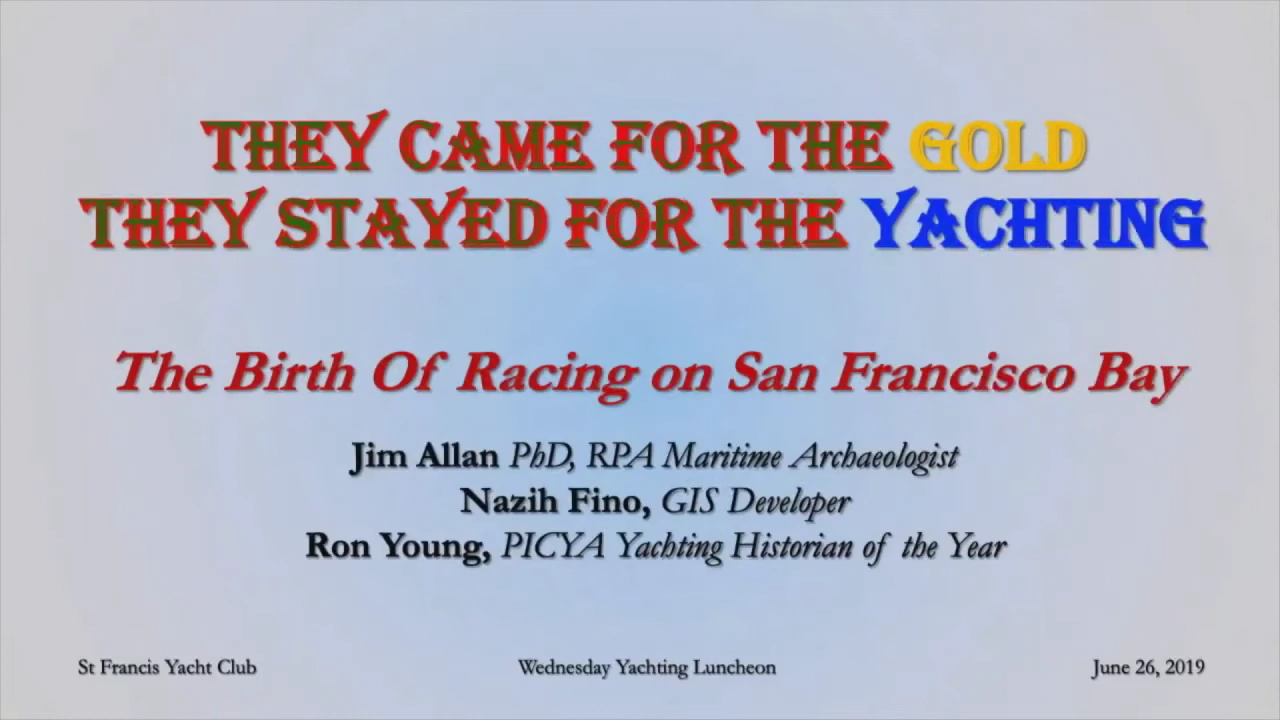 THEY CAME FOR THE GOLD
THEY STAYED FOR THE YACHTING
The Birth Of Racing on San Francisco Bay
Jim Allan PhD, RPA Maritime Archaeologist
Nazih Fino, GIS Developer
Ron Young, PICYA Yachting Historian of the Year
St Francis Yacht Club Wednesday Yachting Luncheon June 26, 2019